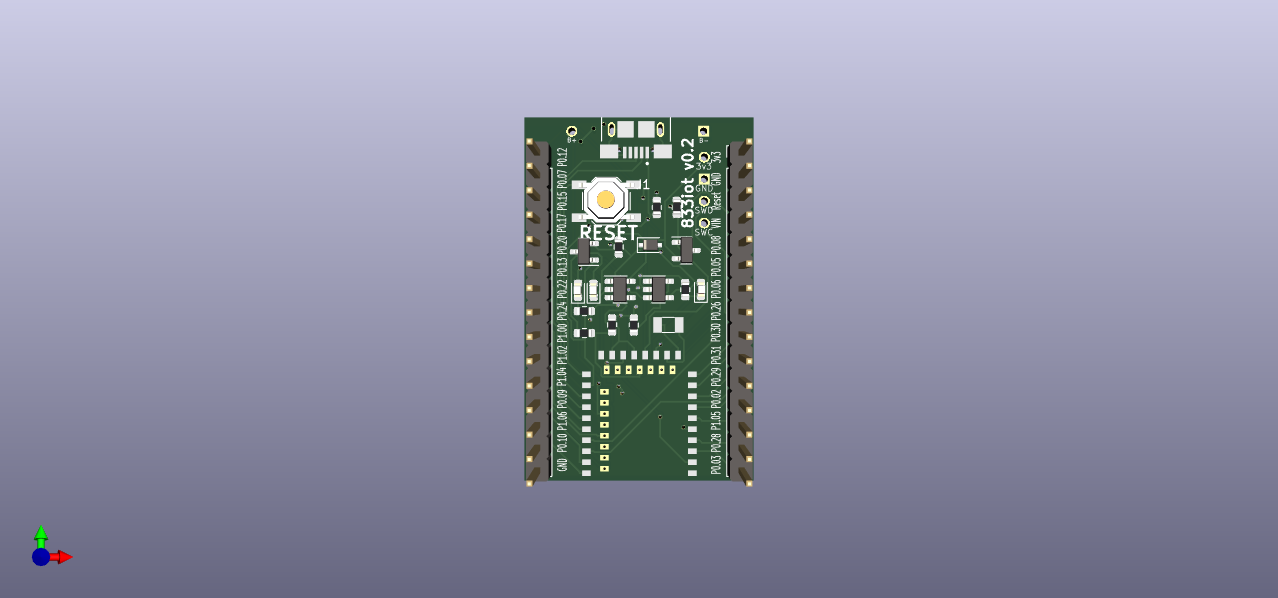 B+
B-
833iot v0.2
1
RESET
3V3
GND
SWD
SWC
P0.12
P0.07
P0.15
P0.17
P0.20
P0.13
P0.22
P0.24
P1.00
P1.02
P1.04
P0.09
P1.06
P0.10
GND
3V3
GND
Reset
VIN
P0.08
P0.05
P0.06
P0.26
P0.30
P0.31
P0.29
P0.02
P1.05
P0.28
P0.03